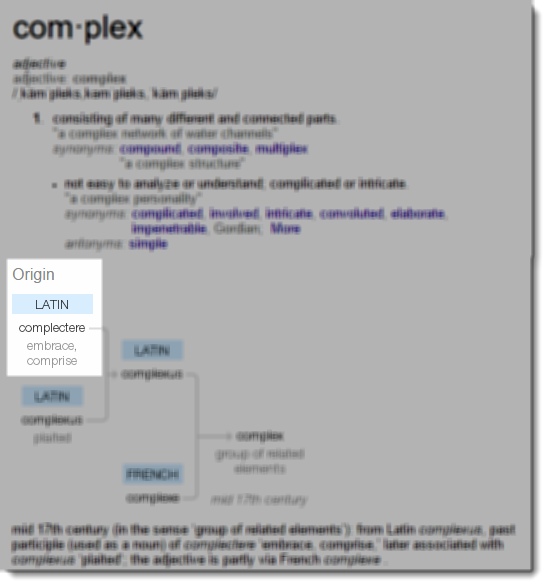 com·plex
adjective
adjective: complex
1. consisting of many different and connected parts.
"a complex network of water channels"
synonyms: compound, composite, multiplex
"a complex structure"
• not easy to analyze or understand; complicated or intricate.
"a complex personality"
synonyms: complicated, involved, intricate, convoluted, elaborate,
impenetrable, Gordian; More
antonyms: simple
Origin
LATIN
complectere
embrace,
comprise
LATIN
complexus
LATIN
complexus
plaited
complex
group of related
elements
FRENCH
complexe
mid 17th century
mid 17th century (in the sense 'group of related elements'): from Latin complexus, past
participle (used as a noun) of complectere 'embrace, comprise,' later associated with
complexus 'plaited'; the adjective is partly via French complexe .